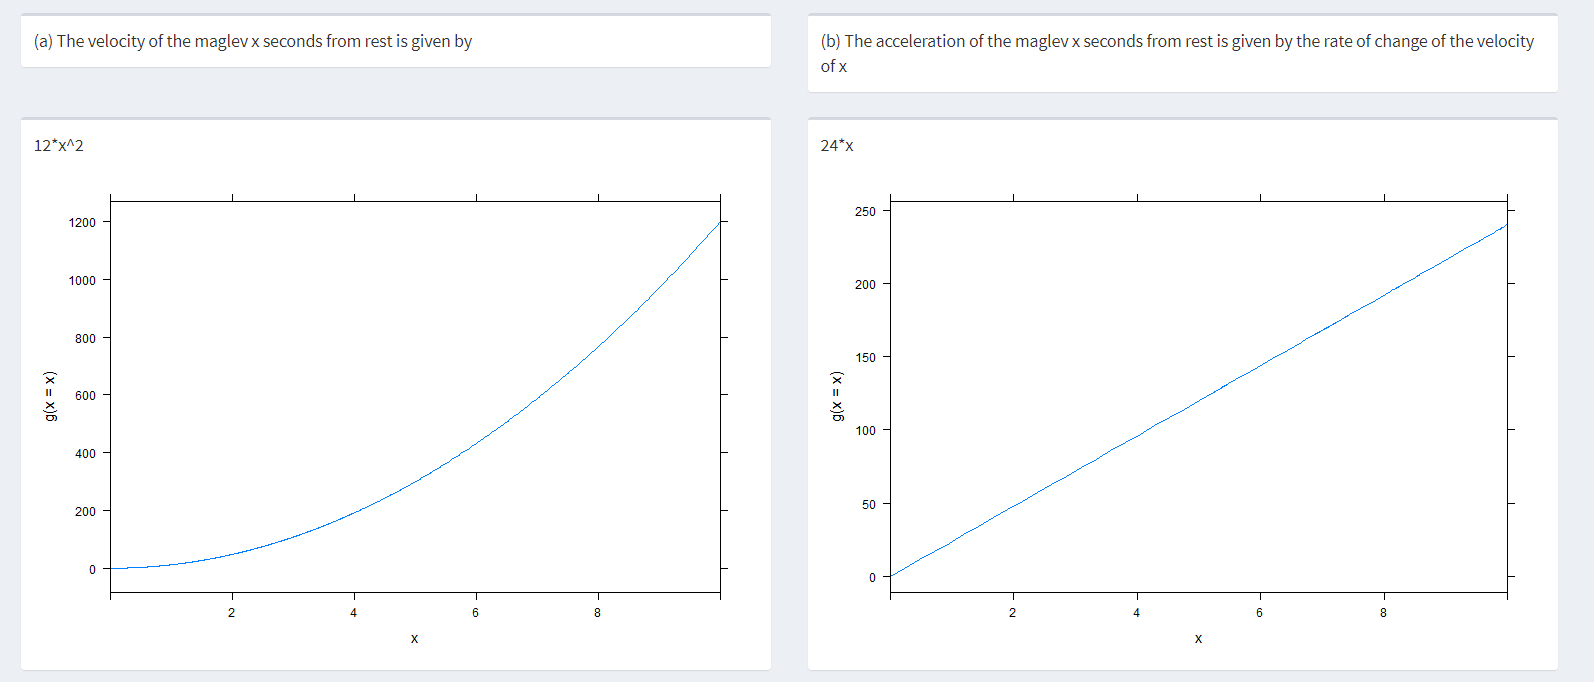 (a) The velocity of the maglev x seconds from rest is given by
(b) The acceleration of the maglev x seconds from rest is given by the rate of change of the velocity
of x
12*x^2
1200
1000
800
600
400
200
0
g(x = x)
2 4 6 8
x
24*x
250
200
150
100
50
0
g(x = x)
2 4 6 8
x